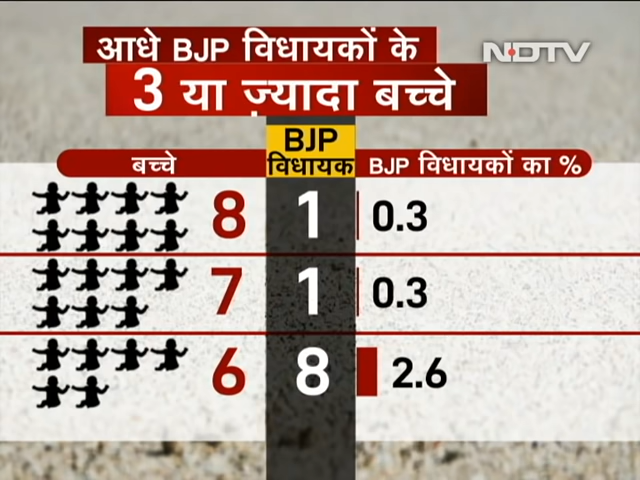 आधे BJP विधायकों के
NDTV
3 या ज़्यादा बच्चे
बच्चे
BJP विधायक
BJP विधायकों का %
8 1 0.3
7 1 0.3
6 8 2.6